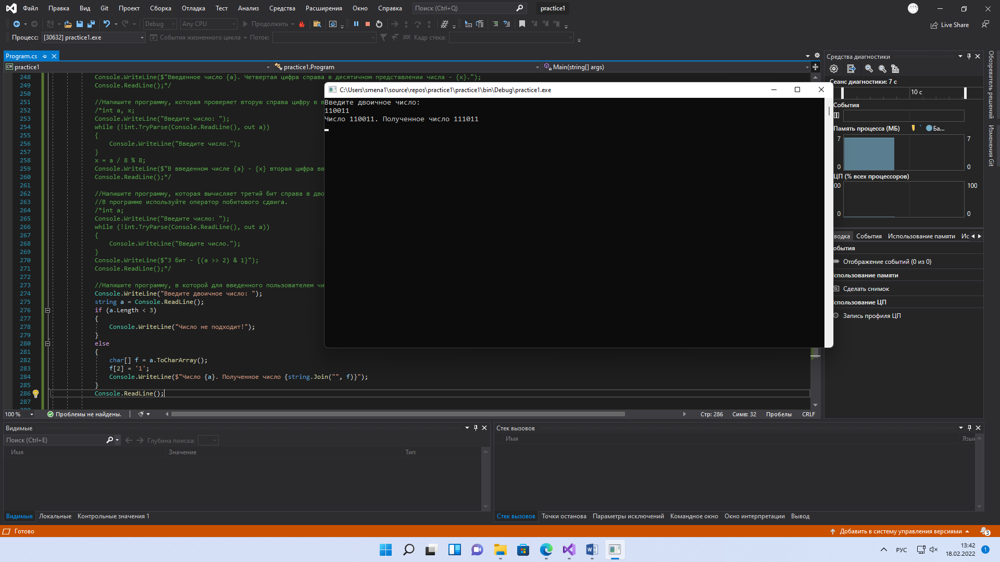 Файл Правка Вид Git Проект Сборка Отладка Тест Анализ Средства Расширения Окно Справка Поиск (Ctrl+Q) practice1
Debug Any CPU Продолжить Live Share
Процесс: [30632] practice1.exe События жизненного цикла Поток: Кадр стека:
Program.cs
practice1 practice1.Program Main(string[] args)
248 Console.WriteLine($"Введенное число {a}. Четвертая цифра справа в десятичном представлении числа - {x}.");
249 Console.ReadLine();*/
250
251 //Напишите программу, которая проверяет вторую справа цифру в в
252 /*int a, x;
253 Console.WriteLine("Введите число: ");
254 while (!int.TryParse(Console.ReadLine(), out a))
255 {
256 Console.WriteLine("Введите число.");
257 }
258 x = a / 8 % 8;
259 Console.WriteLine($"В введенном числе {a} - {x} вторая цифра вв
260 Console.ReadLine();*/
261
262 //Напишите программу, которая вычисляет третий бит справа в дво
263 //В программе используйте оператор побитового сдвига.
264 /*int a;
265 Console.WriteLine("Введите число: ");
266 while (!int.TryParse(Console.ReadLine(), out a))
267 {
268 Console.WriteLine("Введите число.");
269 }
270 Console.WriteLine($"3 бит - {(a >> 2) & 1}");
271 Console.ReadLine();*/
272
273 //Напишите программу, в которой для введенного пользователем чи
274 Console.WriteLine("Введите двоичное число: ");
275 string a = Console.ReadLine();
276 if (a.Length < 3)
277 {
278 Console.WriteLine("Число не подходит!");
279 }
280 else
281 {
282 char[] f = a.ToCharArray();
283 f[2] = '1';
284 Console.WriteLine($"Число {a}. Полученное число {string.Join("", f)}");
285 }
286 Console.ReadLine();
287
C:\Users\smena1\source\repos\practice1\practice1\bin\Debug\practice1.exe
Введите двоичное число:
110011
Число 110011. Полученное число 111011
Средства диагностики
Сеанс диагностики: 7 с
10 с
События
Память процесса (МБ) Ба...
7 7
0 0
ЦП (% всех процессоров)
00 100
0 0
водка События Использование памяти Ис
обытия
Отображение событий (0 из 0)
спользование памяти
Сделать снимок
спользование ЦП
Запись профиля ЦП
Обозреватель решений
Изменения Git
100 % Проблемы не найдены. Стр: 286 Симв: 32 Пробелы CRLF
Видимые
Поиск (Ctrl+E) Глубина поиска:
Имя Значение Тип
Видимые Локальные Контрольные значения 1
Стек вызовов
Имя Язык
Стек вызовов Точки останова Параметры исключений Командное окно Окно интерпретации Вывод
Готово Добавить в систему управления версиями 3
РУС 13:42
18.02.2022 1